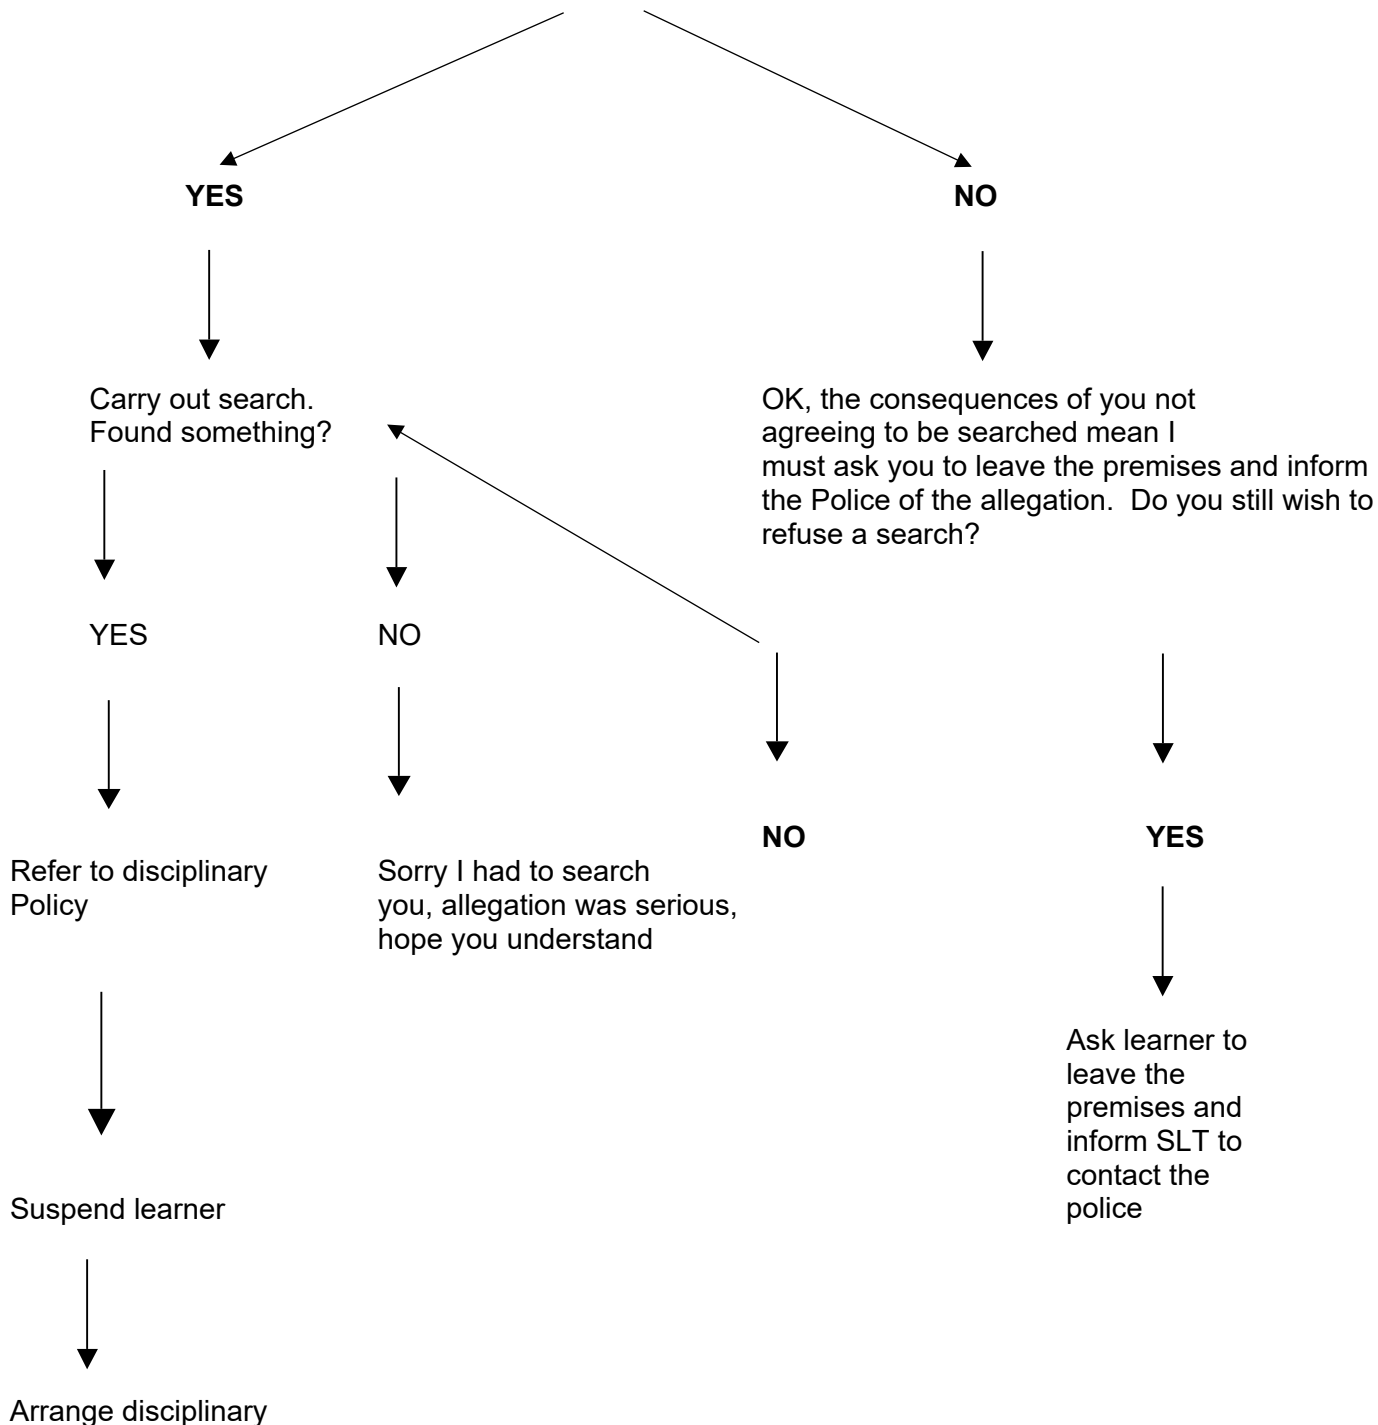 YES
NO
Carry out search.
Found something?
OK, the consequences of you not
agreeing to be searched mean I
must ask you to leave the premises and inform
the Police of the allegation.  Do you still wish to
refuse a search?
YES
NO
NO
YES
Refer to disciplinary
Policy
Sorry I had to search
you, allegation was serious,
hope you understand
Ask learner to
leave the
premises and
inform SLT to
contact the
police
Suspend learner
Arrange disciplinary